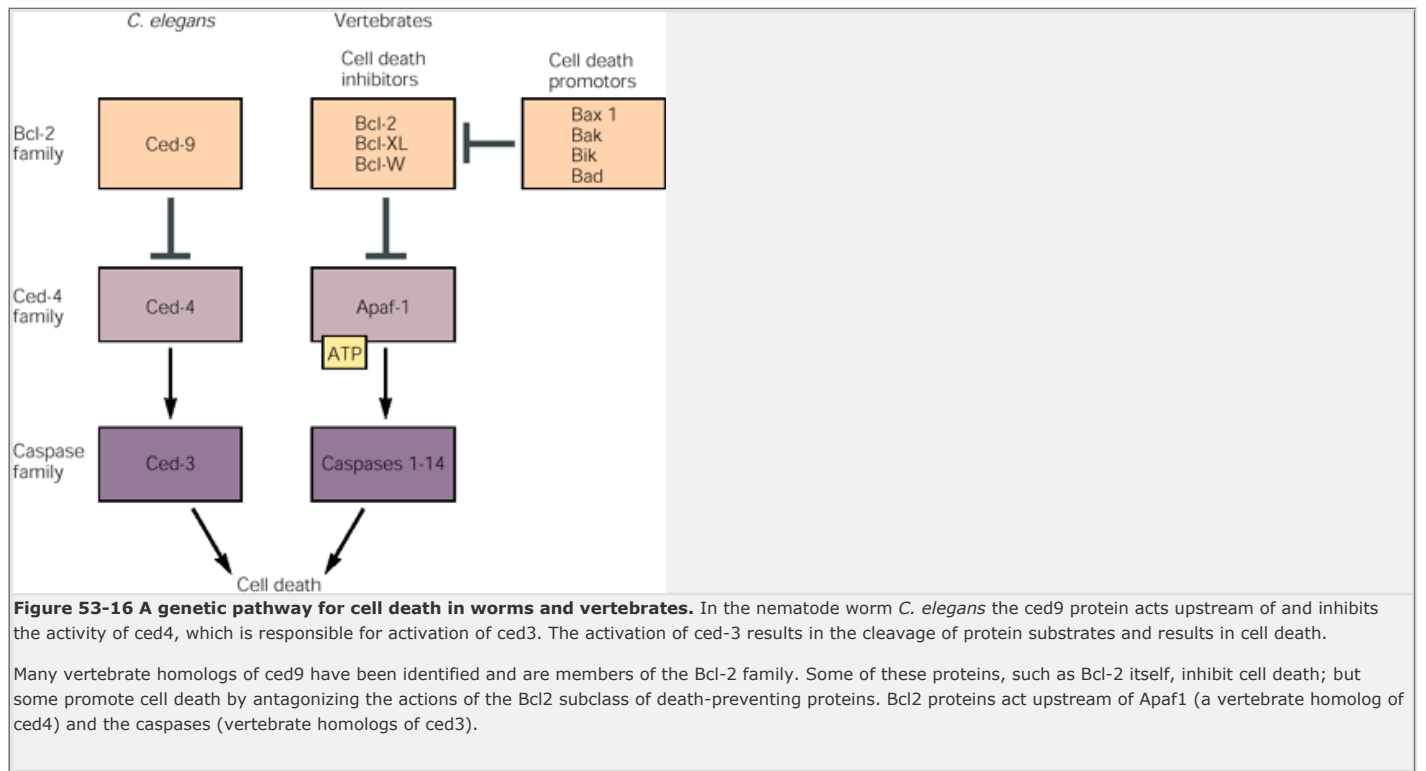 C. elegans
Vertebrates
Cell death
inhibitors
Cell death
promotors
Bcl-2
family
Ced-9
Bcl-2
Bcl-XL
Bcl-W
Bax 1
Bak
Bik
Bad
Ced-4
family
Ced-4
Apaf-1
ATP
Caspase
family
Ced-3
Caspases 1-14
Cell death
Figure 53-16 A genetic pathway for cell death in worms and vertebrates. In the nematode worm C. elegans the ced9 protein acts upstream of and inhibits
the activity of ced4, which is responsible for activation of ced3. The activation of ced-3 results in the cleavage of protein substrates and results in cell death.
Many vertebrate homologs of ced9 have been identified and are members of the Bcl-2 family. Some of these proteins, such as Bcl-2 itself, inhibit cell death; but
some promote cell death by antagonizing the actions of the Bcl2 subclass of death-preventing proteins. Bcl2 proteins act upstream of Apaf1 (a vertebrate homolog of
ced4) and the caspases (vertebrate homologs of ced3).